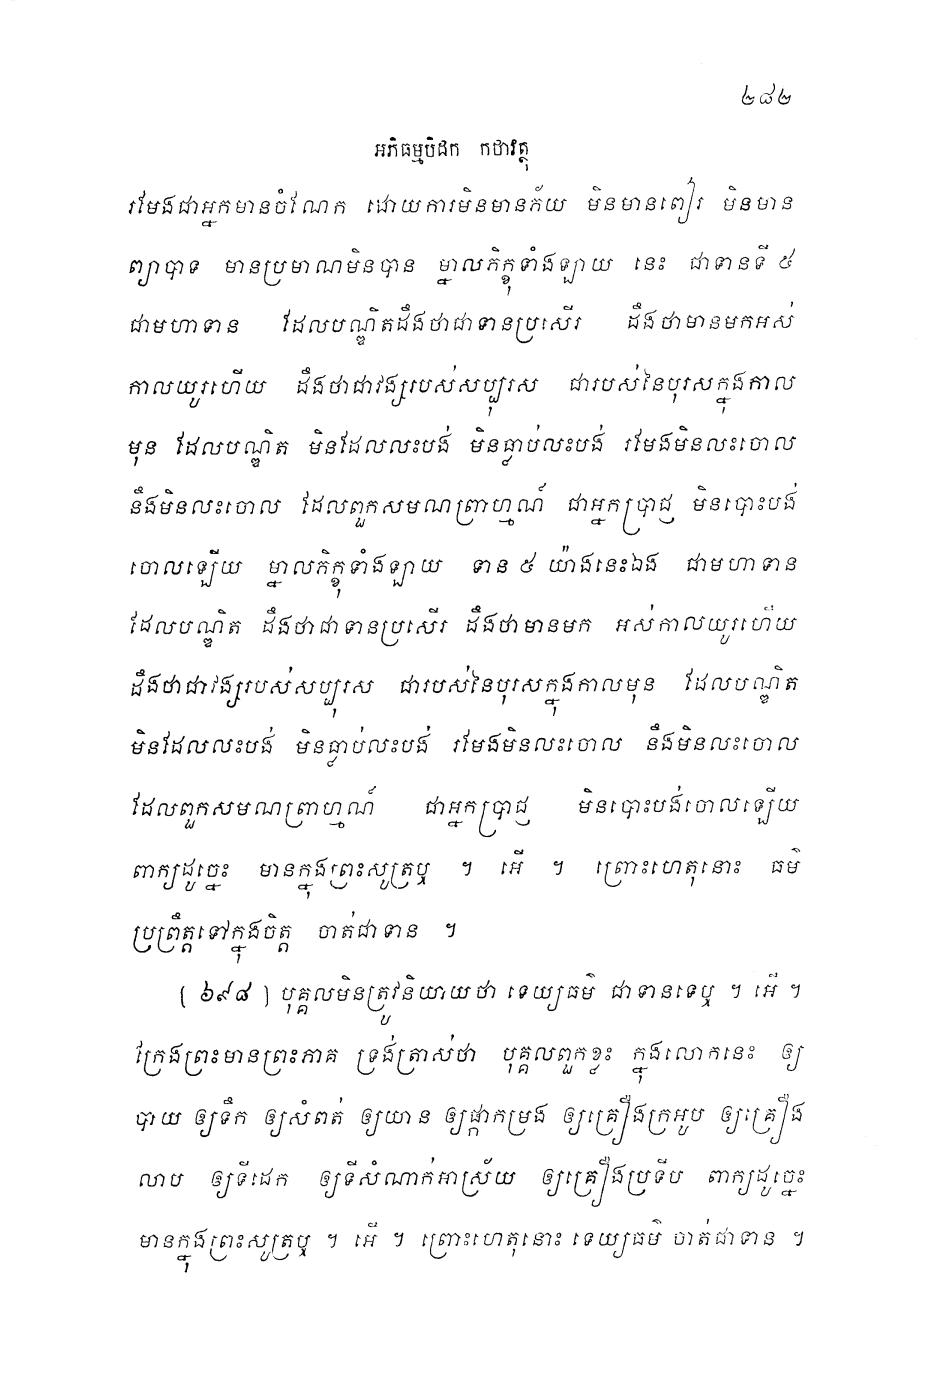 ២៨២
អភិធម្មបិដក កថាវត្ថុ
រមែងជាអ្នកមានចំណែក ដោយការមិនមានភ័យ មិនមានពៀរ មិនមាន
ព្យាបាទ មានប្រមាណមិនបាន ម្នាលភិក្ខុទាំងឡាយ នេះ ជាទានទី ៥
ជាមហាទាន ដែលបណ្ឌិតដឹងថាជាទានប្រសើរ ដឹងថាមានមកអស់
កាលយូរហើយ ដឹងថាជាវង្សរបស់សប្បុរស ជារបស់នៃបុរសក្នុងកាល
មុន ដែលបណ្ឌិត មិនដែលលះបង់ មិនធ្លាប់លះបង់ រមែងមិនលះចោល
នឹងមិនលះចោល ដែលពួកសមណព្រាហ្មណ៍ ជាអ្នកប្រាជ្ញ មិនបោះបង់
ចោលឡើយ ម្នាលភិក្ខុទាំងឡាយ ទាន ៥ យ៉ាងនេះឯង ជាមហាទាន
ដែលបណ្ឌិត ដឹងថាជាទានប្រសើរ ដឹងថាមានមក អស់កាលយូរហើយ
ដឹងថាជាវង្សរបស់សប្បុរស ជារបស់នៃបុរសក្នុងកាលមុន ដែលបណ្ឌិត
មិនដែលលះបង់ មិនធ្លាប់លះបង់ រមែងមិនលះចោល នឹងមិនលះចោល
ដែលពួកសមណព្រាហ្មណ៍ ជាអ្នកប្រាជ្ញ មិនបោះបង់ចោលឡើយ
ពាក្យដូច្នេះ មានក្នុងព្រះសូត្រឬ ។ អើ ។ ព្រោះហេតុនោះ ធម៌
ប្រព្រឹត្តទៅក្នុងចិត្ត ចាត់ជាទាន ។
[ ៦៩៨ ] បុគ្គលមិនត្រូវនិយាយថា ទេយ្យធម៌ ជាទានទេឬ ។ អើ ។
ក្រែងព្រះមានព្រះភាគ ទ្រង់ត្រាស់ថា បុគ្គលពួកខ្លះ ក្នុងលោកនេះ ឲ្យ
បាយ ឲ្យទឹក ឲ្យសំពត់ ឲ្យយាន ឲ្យផ្កាកម្រង ឲ្យគ្រឿងក្រអូប ឲ្យគ្រឿង
លាប ឲ្យទីដេក ឲ្យទីសំណាក់អាស្រ័យ ឲ្យគ្រឿងប្រទីប ពាក្យដូច្នេះ
មានក្នុងព្រះសូត្រឬ ។ អើ ។ ព្រោះហេតុនោះ ទេយ្យធម៌ ចាត់ជាទាន ។